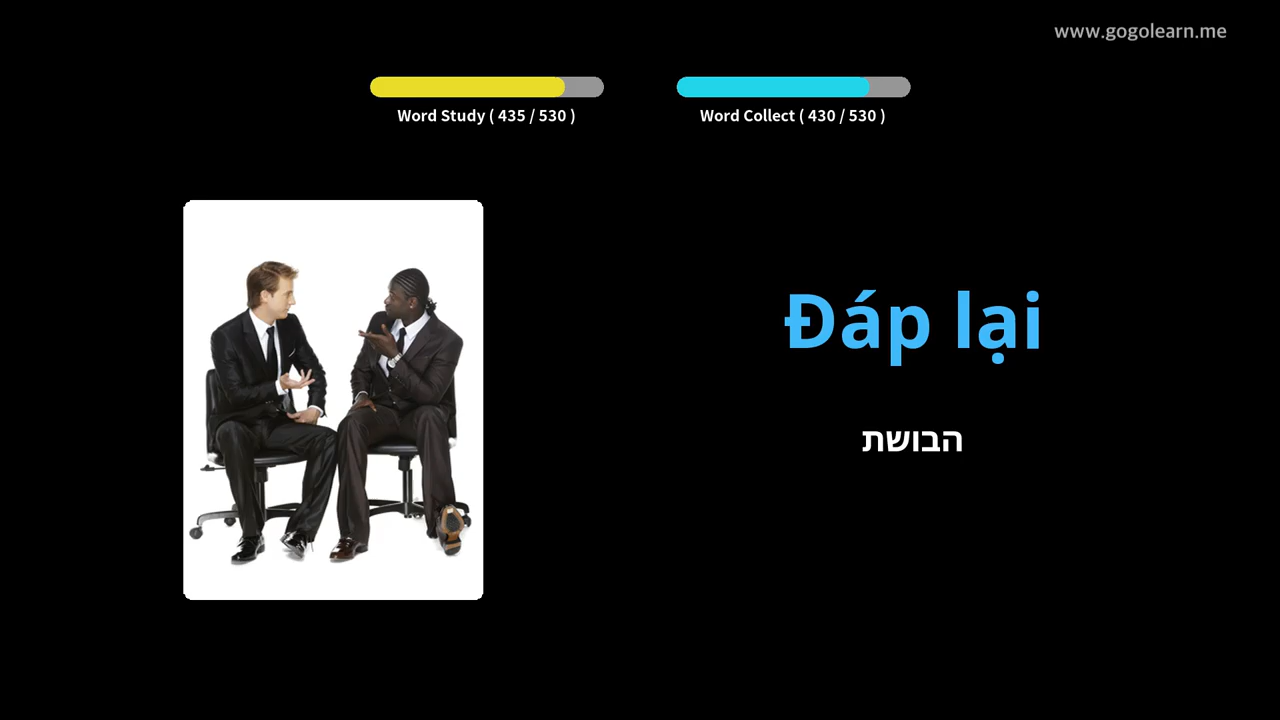 www.gogolearn.me
Word Study ( 435 / 530 )
Word Collect ( 430 / 530 )
Đáp lại
הבושת